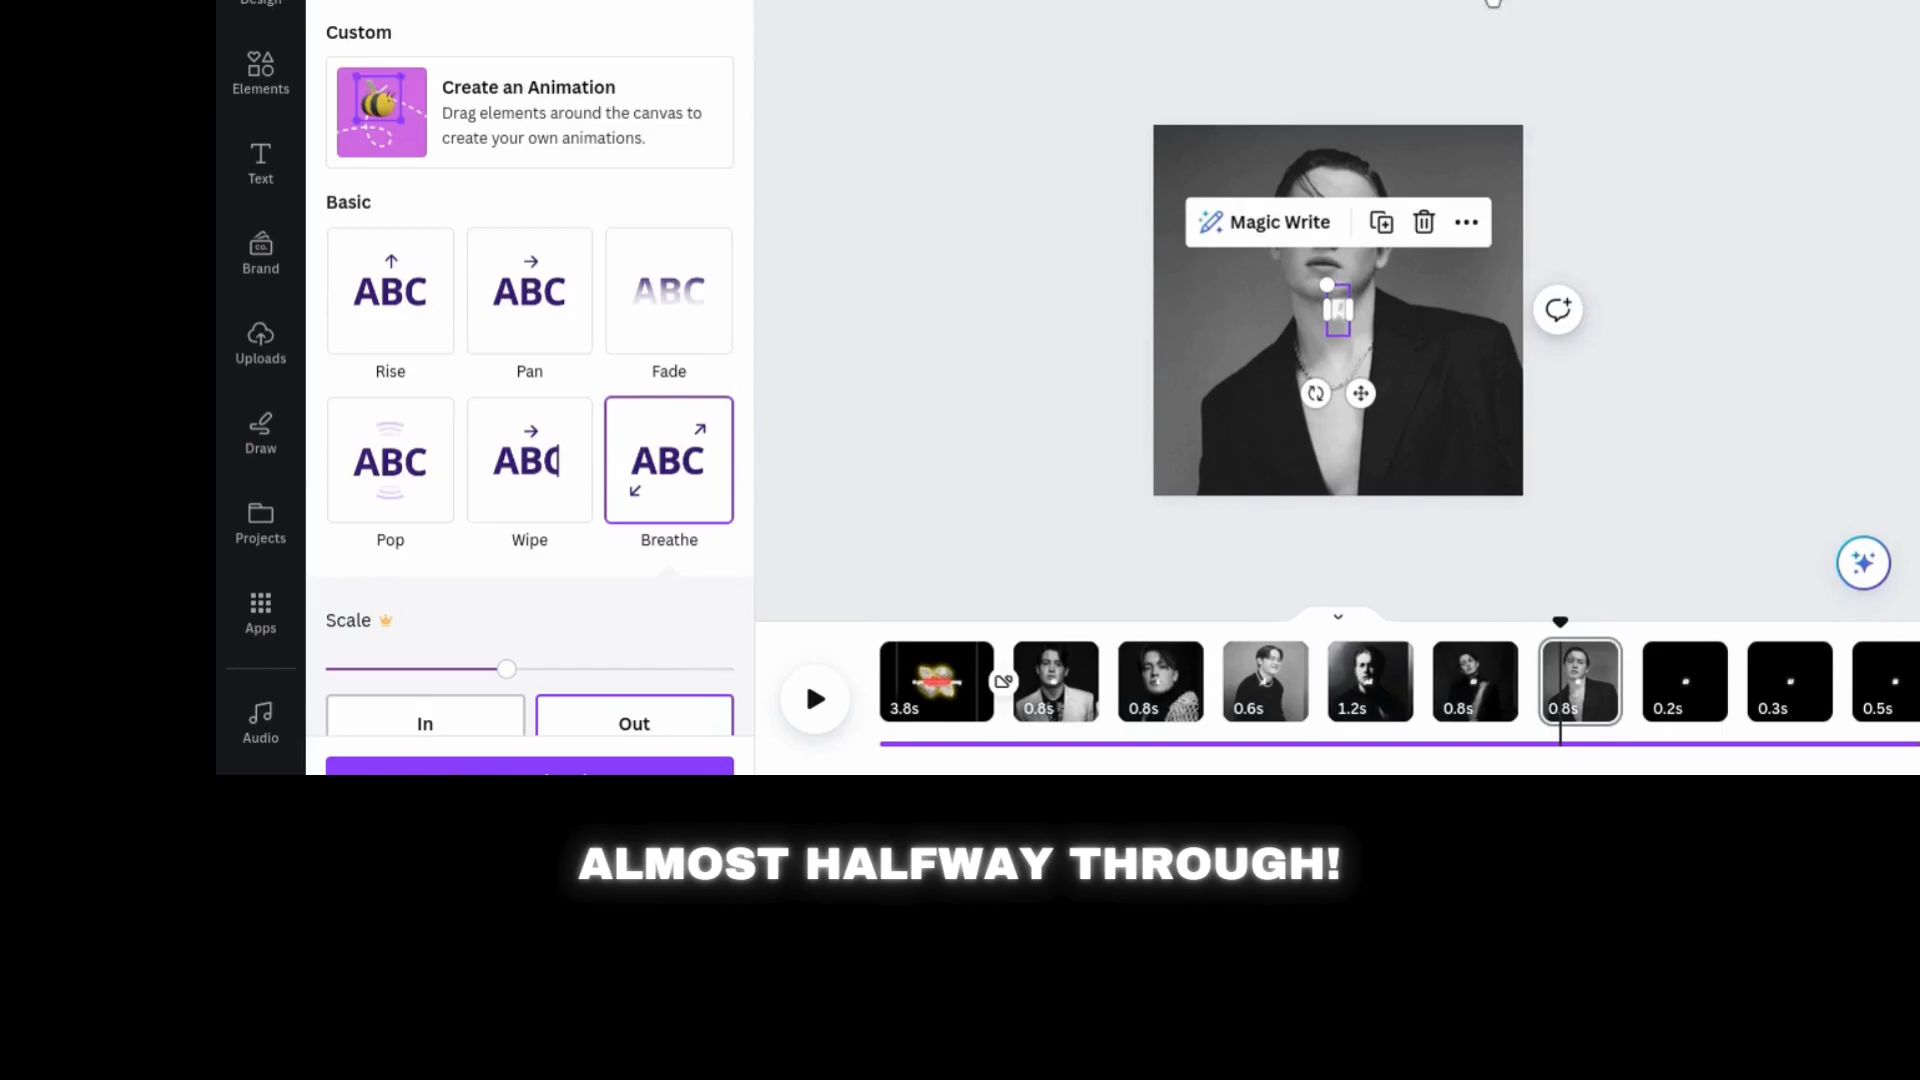 Design
Elements
Text
CO.
Brand
Uploads
Draw
Projects
Apps
Audio
Custom
Create an Animation
Drag elements around the canvas to
create your own animations.
Basic
ABC
Rise
ABC
Pan
ABC
Fade
ABC
Pop
ABC
Wipe
ABC
Breathe
Scale
In
Out
Magic Write
3.8s
0.8s
0.8s
0.6s
1.2s
0.8s
0.8s
0.2s
0.3s
0.5s
ALMOST HALFWAY THROUGH!